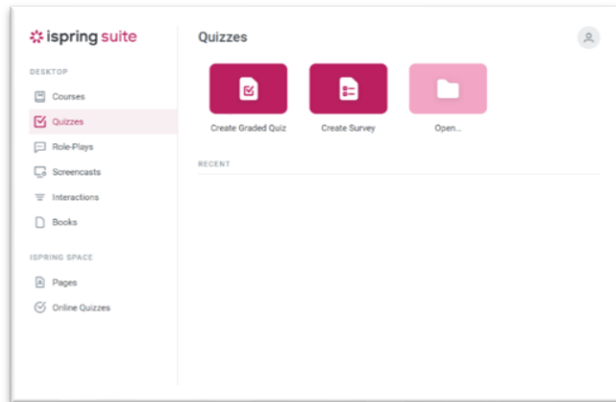 ispring suite
DESKTOP
Courses
Quizzes
Role-Plays
Screencasts
Interactions
Books
ISPRING SPACE
Pages
Online Quizzes
Quizzes
Create Graded Quiz
Create Survey
Open...
RECENT